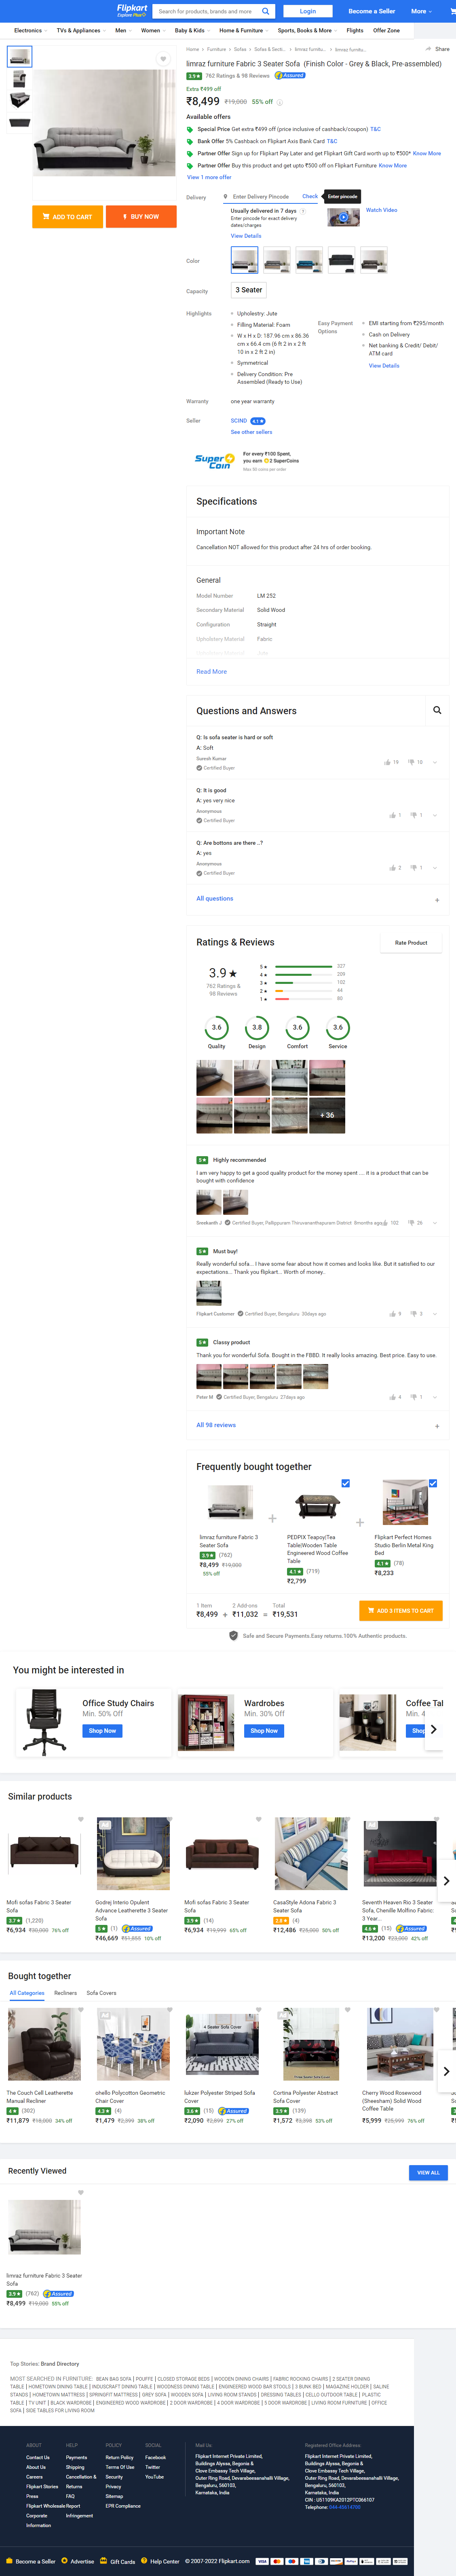 Flipkart
Explore Plus
Search for products, brands and more
Login
Become a Seller
More
Electronics
TVs & Appliances
Men
Women
Baby & Kids
Home & Furniture
Sports, Books & More
Flights
Offer Zone
Home
Furniture
Sofas
Sofas & Secti...
limraz furnitu...
limraz furnitu...
Share
limraz furniture Fabric 3 Seater Sofa (Finish Color - Grey & Black, Pre-assembled)
3.9 ★ 762 Ratings & 98 Reviews Assured
Extra ₹499 off
₹8,499 ₹19,000 55% off
Available offers
Special Price Get extra ₹499 off (price inclusive of cashback/coupon) T&C
Bank Offer 5% Cashback on Flipkart Axis Bank Card T&C
Partner Offer Sign up for Flipkart Pay Later and get Flipkart Gift Card worth up to ₹500* Know More
Partner Offer Buy this product and get upto ₹500 off on Flipkart Furniture Know More
View 1 more offer
ADD TO CART
BUY NOW
Delivery
Enter Delivery Pincode
Check
Enter pincode
Usually delivered in 7 days
Enter pincode for exact delivery
dates/charges
View Details
Watch Video
Color
Capacity
3 Seater
Highlights
Upholestry: Jute
Filling Material: Foam
W x H x D: 187.96 cm x 86.36
cm x 66.4 cm (6 ft 2 in x 2 ft
10 in x 2 ft 2 in)
Symmetrical
Delivery Condition: Pre
Assembled (Ready to Use)
Easy Payment
Options
EMI starting from ₹295/month
Cash on Delivery
Net banking & Credit/ Debit/
ATM card
View Details
Warranty
one year warranty
Seller
SCIND 4.1 ★
See other sellers
Super
Coin
For every ₹100 Spent,
you earn 2 SuperCoins
Max 50 coins per order
Specifications
Important Note
Cancellation NOT allowed for this product after 24 hrs of order booking.
General
Model Number LM 252
Secondary Material Solid Wood
Configuration Straight
Upholstery Material Fabric
Read More
Questions and Answers
Q: Is sofa seater is hard or soft
A: Soft
Suresh Kumar
Certified Buyer
19
10
Q: It is good
A: yes very nice
Anonymous
Certified Buyer
1
1
Q: Are bottons are there ..?
A: yes
Anonymous
Certified Buyer
2
1
All questions
+
Ratings & Reviews
Rate Product
3.9 ★
762 Ratings &
98 Reviews
5 ★ 327
4 ★ 209
3 ★ 102
2 ★ 44
1 ★ 80
3.6
3.8
3.6
3.6
Quality
Design
Comfort
Service
+ 36
5 ★ Highly recommended
I am very happy to get a good quality product for the money spent .... it is a product that can be
bought with confidence
Sreekanth J Certified Buyer, Pallippuram Thiruvananthapuram District 8 months ago 102 26
5 ★ Must buy!
Really wonderful sofa... I have some fear about how it comes and looks like. But it satisfied to our
expectations... Thank you flipkart... Worth of money..
Flipkart Customer Certified Buyer, Bengaluru 30 days ago 9 3
5 ★ Classy product
Thank you for wonderful Sofa. Bought in the FBBD. It really looks amazing. Best price. Easy to use.
Peter M Certified Buyer, Bengaluru 27 days ago 4 1
All 98 reviews
+
Frequently bought together
limraz furniture Fabric 3
Seater Sofa
3.9 ★ (762)
₹8,499 ₹19,000
55% off
PEDPIX Teapoy(Tea
Table)Wooden Table
Engineered Wood Coffee
Table
4.1 ★ (719)
₹2,799
Flipkart Perfect Homes
Studio Berlin Metal King
Bed
4.1 ★ (78)
₹8,233
1 Item
₹8,499
+
2 Add-ons
₹11,032
=
Total
₹19,531
ADD 3 ITEMS TO CART
Safe and Secure Payments.Easy returns.100% Authentic products.
You might be interested in
Office Study Chairs
Min. 50% Off
Shop Now
Wardrobes
Min. 30% Off
Shop Now
Coffee Tal
Shop
Similar products
Mofi sofas Fabric 3 Seater
Sofa
3.7 ★ (1,220)
₹6,934 ₹30,000 76% off
Ad
Godrej Interio Opulent
Advance Leatherette 3 Seater
Sofa
5 ★ (1) Assured
₹46,669 ₹51,855 10% off
Mofi sofas Fabric 3 Seater
Sofa
3.9 ★ (14)
₹6,934 ₹19,999 65% off
CasaStyle Adona Fabric 3
Seater Sofa
2.8 ★ (4)
₹12,486 ₹25,000 50% off
Ad
Seventh Heaven Rio 3 Seater
Sofa, Chenille Molfino Fabric:
3 Year...
4.6 ★ (15) Assured
₹13,200 ₹23,000 42% off
Bought together
All Categories
Recliners
Sofa Covers
The Couch Cell Leatherette
Manual Recliner
4 ★ (302)
₹11,879 ₹18,000 34% off
Ad
shello Polycotton Geometric
Chair Cover
4.3 ★ (4)
₹1,479 ₹2,399 38% off
4 Seater Sofa Cover
lukzer Polyester Striped Sofa
Cover
3.6 ★ (15) Assured
₹2,090 ₹2,899 27% off
Cortina Polyester Abstract
Sofa Cover
3.9 ★ (139)
₹1,572 ₹3,398 53% off
Cherry Wood Rosewood
(Sheesham) Solid Wood
Coffee Table
₹5,999 ₹25,999 76% off
Recently Viewed
VIEW ALL
limraz furniture Fabric 3 Seater
Sofa
3.9 ★ (762) Assured
₹8,499 ₹19,000 55% off
Top Stories: Brand Directory
MOST SEARCHED IN FURNITURE: BEAN BAG SOFA | POUFFE | CLOSED STORAGE BEDS | WOODEN DINING CHAIRS | FABRIC ROCKING CHAIRS | 2 SEATER DINING
TABLE | HOMETOWN DINING TABLE | INDUSCRAFT DINING TABLE | WOODNESS DINING TABLE | ENGINEERED WOOD BAR STOOLS | 3 BUNK BED | MAGAZINE HOLDER | SALINE
STANDS | HOMETOWN MATTRESS | SPRINGFIT MATTRESS | GREY SOFA | WOODEN SOFA | LIVING ROOM STANDS | DRESSING TABLES | CELLO OUTDOOR TABLE | PLASTIC
TABLE | TV UNIT | BLACK WARDROBE | ENGINEERED WOOD WARDROBE | 2 DOOR WARDROBE | 4 DOOR WARDROBE | 5 DOOR WARDROBE | LIVING ROOM FURNITURE | OFFICE
SOFA | SIDE TABLES FOR LIVING ROOM
ABOUT
Contact Us
About Us
Careers
Flipkart Stories
Press
Flipkart Wholesale
Corporate
Information
HELP
Payments
Shipping
Cancellation &
Returns
FAQ
Report
Infringement
POLICY
Return Policy
Terms Of Use
Security
Privacy
Sitemap
EPR Compliance
SOCIAL
Facebook
Twitter
YouTube
Mail Us:
Flipkart Internet Private Limited,
Buildings Alyssa, Begonia &
Clove Embassy Tech Village,
Outer Ring Road, Devarabeesanahalli Village,
Bengaluru, 560103,
Karnataka, India
Registered Office Address:
Flipkart Internet Private Limited,
Buildings Alyssa, Begonia &
Clove Embassy Tech Village,
Outer Ring Road, Devarabeesanahalli Village,
Bengaluru, 560103,
Karnataka, India
CIN : U51109KA2012PTC066107
Telephone: 044-45614700
Become a Seller
Advertise
Gift Cards
Help Center
© 2007-2022 Flipkart.com
VISA